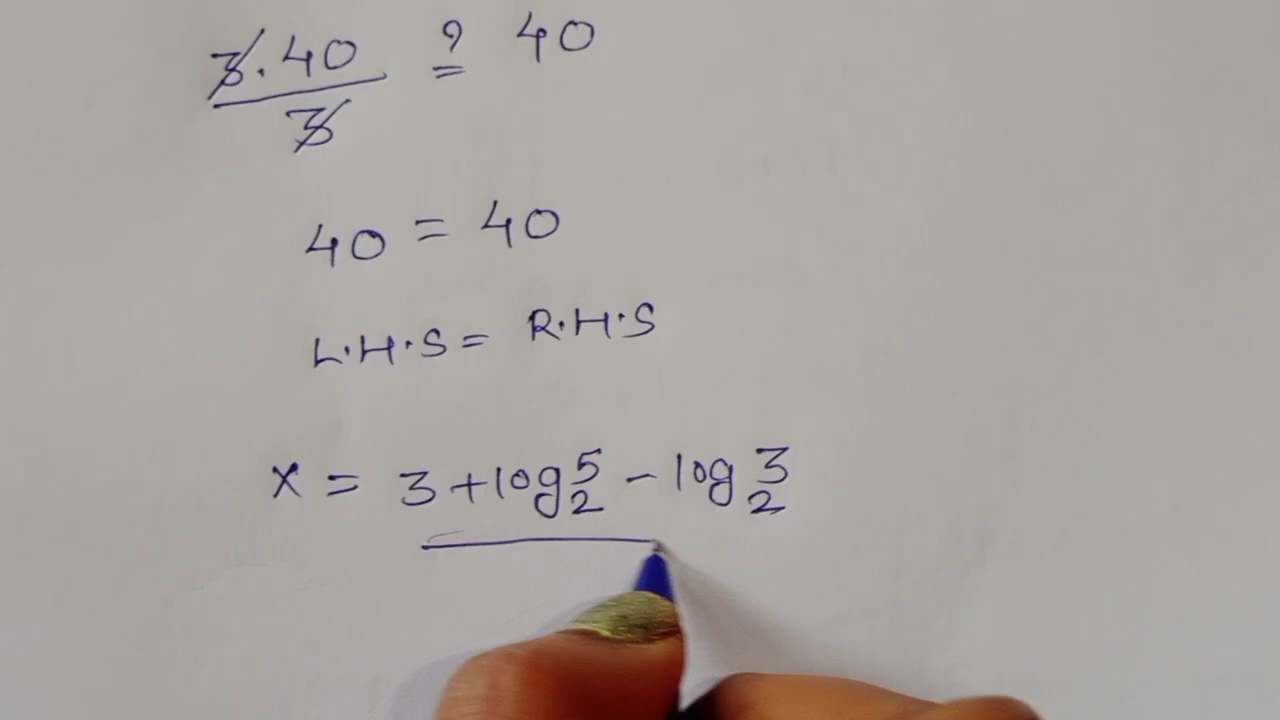 3.40/3 ?= 40
40 = 40
L.H.S = R.H.S
x = 3 + log₂5 - log₂3